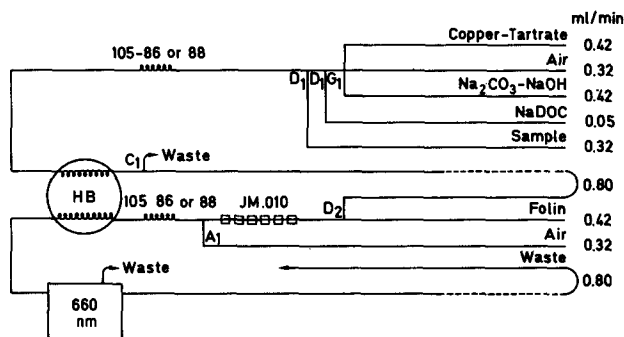 ml/min
Copper-Tartrate 0.42
105-86 or 88
Air 0.32
D1 D1 G1
Na2CO3-NaOH 0.42
NaDOC 0.05
Sample 0.32
C1 Waste
0.80
HB
105 86 or 88 JM.010 D2 Folin 0.42
A1 Air 0.32
Waste
Waste 0.80
660
nm